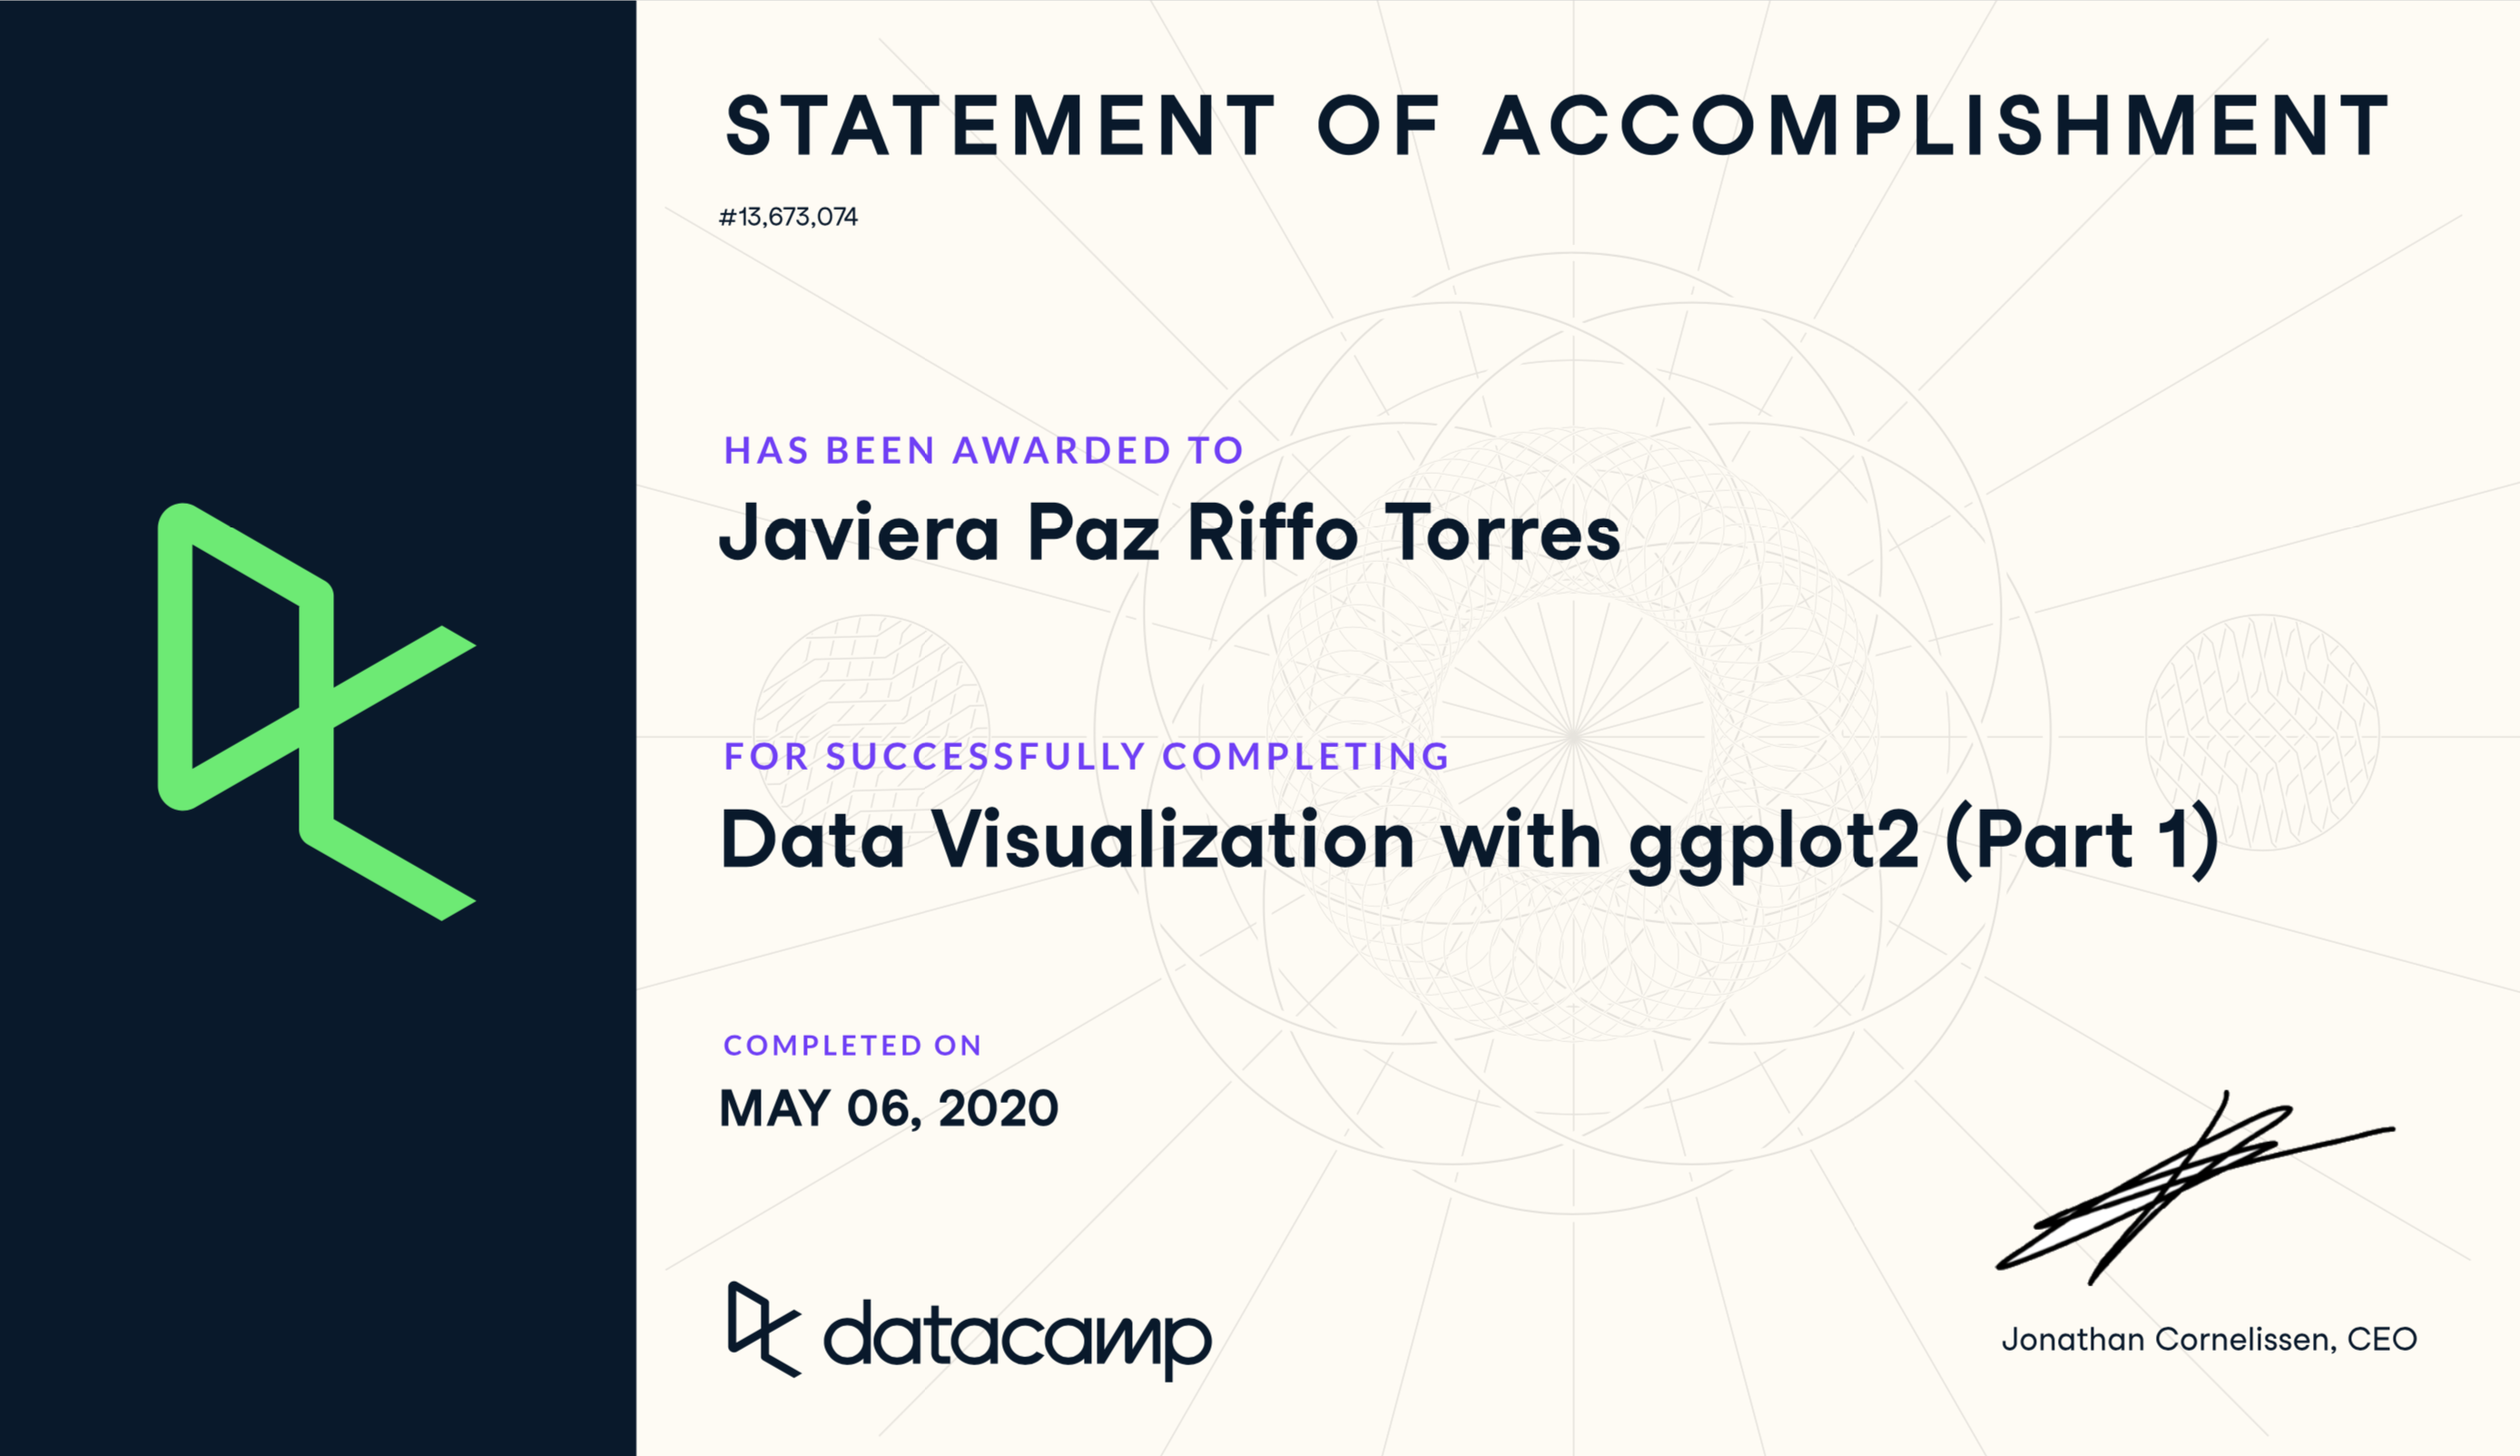 STATEMENT OF ACCOMPLISHMENT
#13,673,074
HAS BEEN AWARDED TO
Javiera Paz Riffo Torres
FOR SUCCESSFULLY COMPLETING
Data Visualization with ggplot2 (Part 1)
COMPLETED ON
MAY 06, 2020
datacamp
Jonathan Cornelissen, CEO